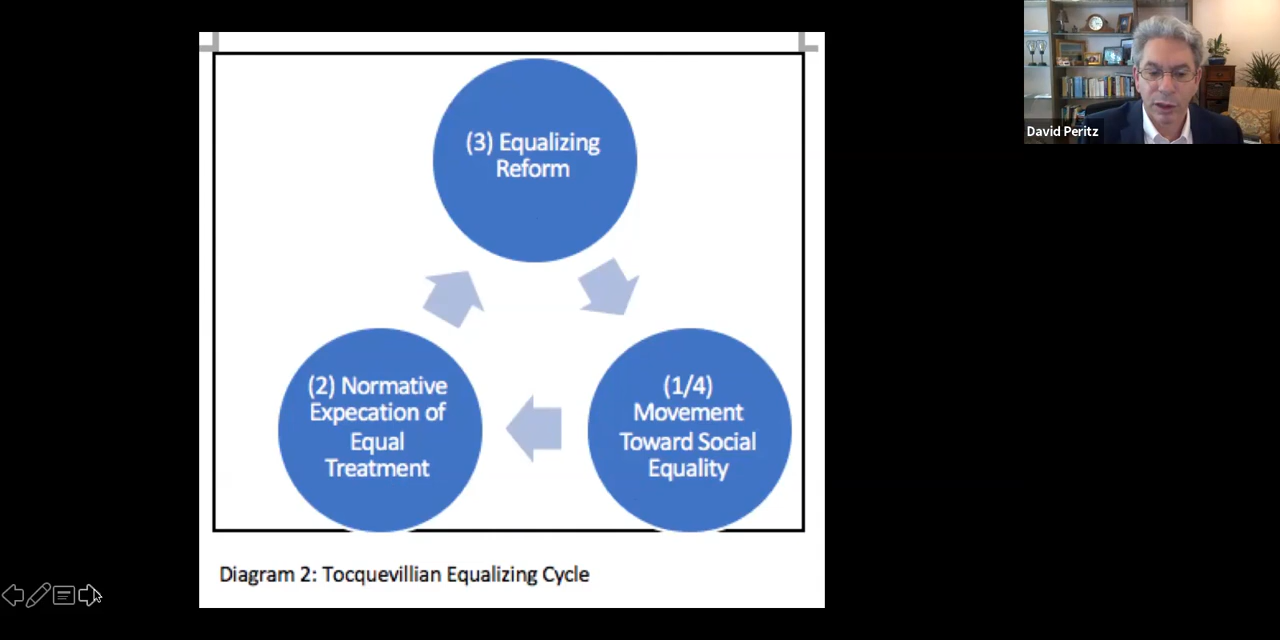 David Peritz
(3) Equalizing
Reform
(2) Normative
Expecation of
Equal
Treatment
(1/4)
Movement
Toward Social
Equality
Diagram 2: Tocquevillian Equalizing Cycle